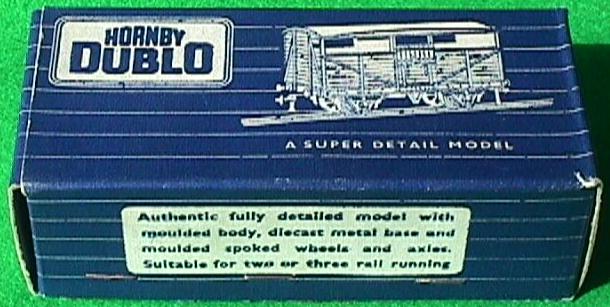 HORNBY
DUBLO
A SUPER DETAIL MODEL
Authentic fully detailed model with
moulded body, diecast metal base and
moulded spoked wheels and axles.
Suitable for two or three rail running